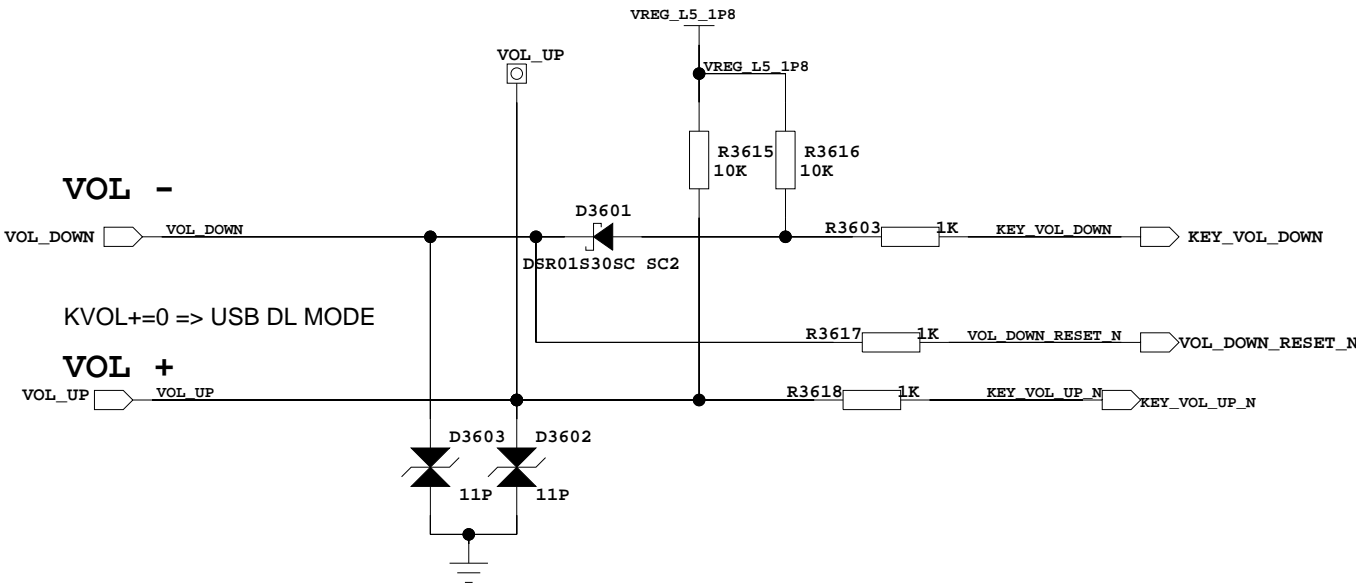 VREG_L5_1P8
VOL_UP
VREG_L5_1P8
R3615
10K
R3616
10K
VOL -
D3601
VOL_DOWN
VOL_DOWN
R3603
1K
KEY_VOL_DOWN
KEY_VOL_DOWN
DSR01S30SC SC2
KVOL+=0 => USB DL MODE
R3617
1K
VOL_DOWN_RESET_N
VOL_DOWN_RESET_N
VOL +
VOL_UP
VOL_UP
R3618
1K
KEY_VOL_UP_N
KEY_VOL_UP_N
D3603
D3602
11P
11P